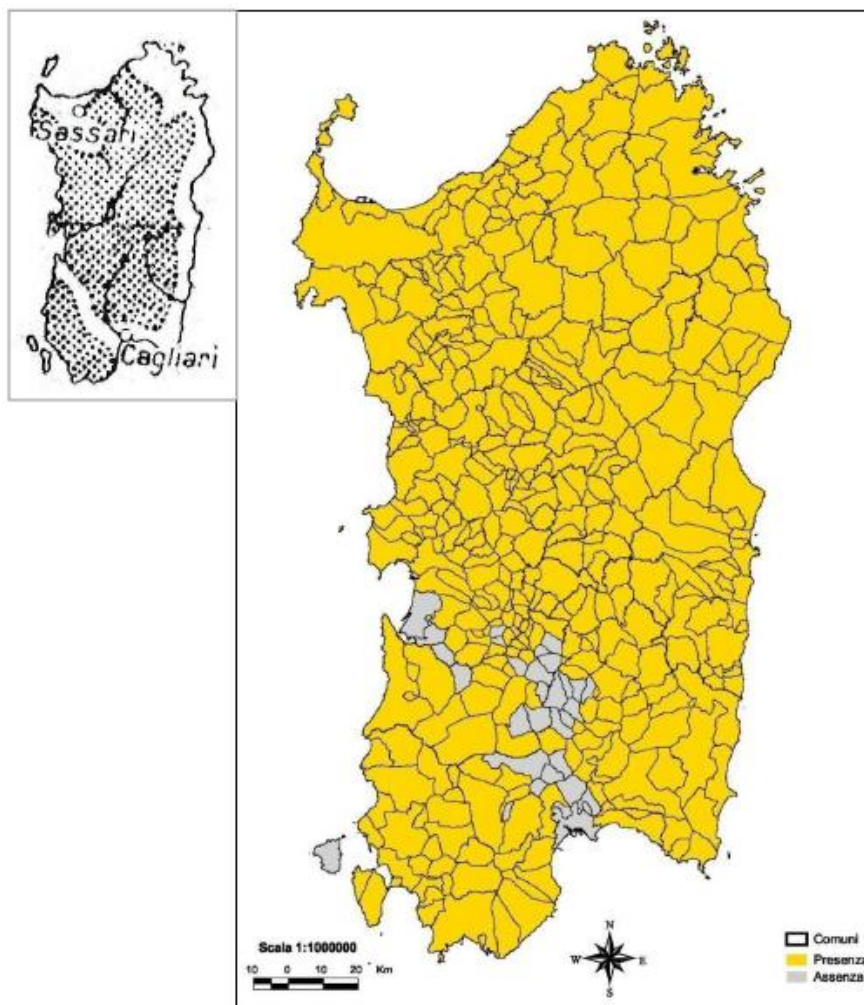 Sassari
Cagliari
N
W E
S
Scala 1:1000000
10 0 10 20 Km
Comuni
Presenza
Assenza